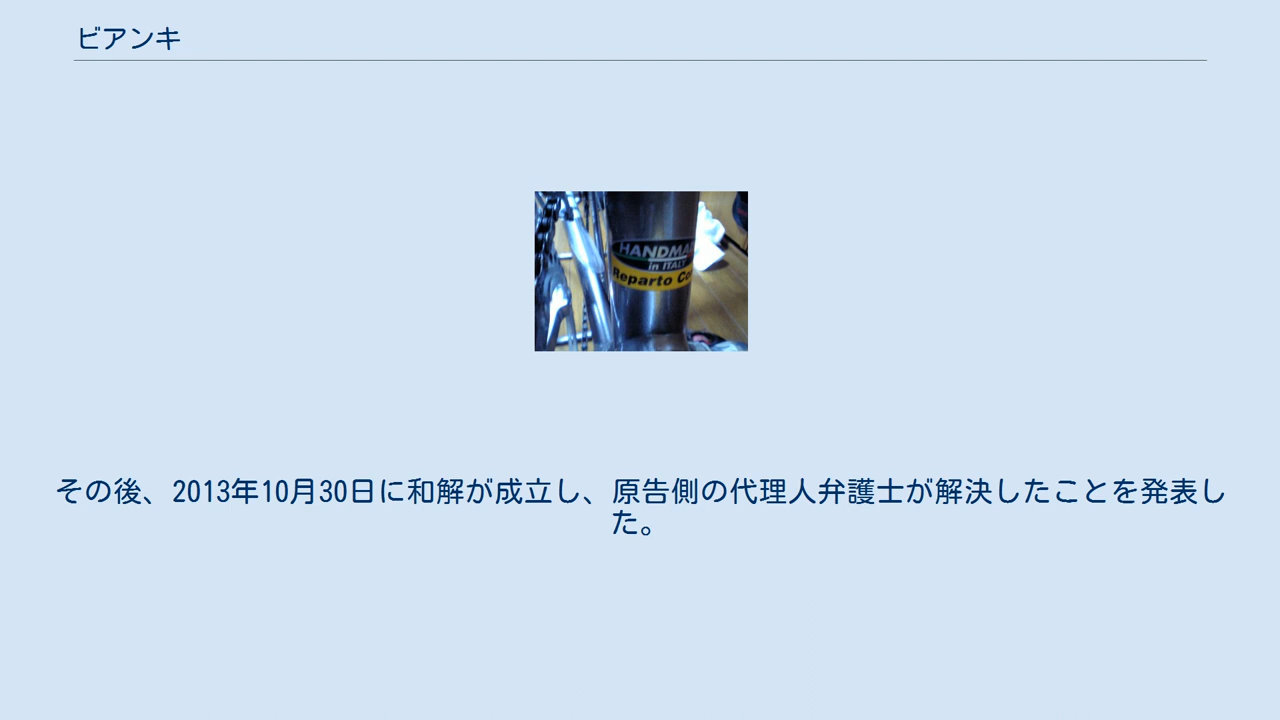 ビアンキ
HANDMA
in ITALY
Reparto Co
その後、2013年10月30日に和解が成立し、原告側の代理人弁護士が解決したことを発表し
た。